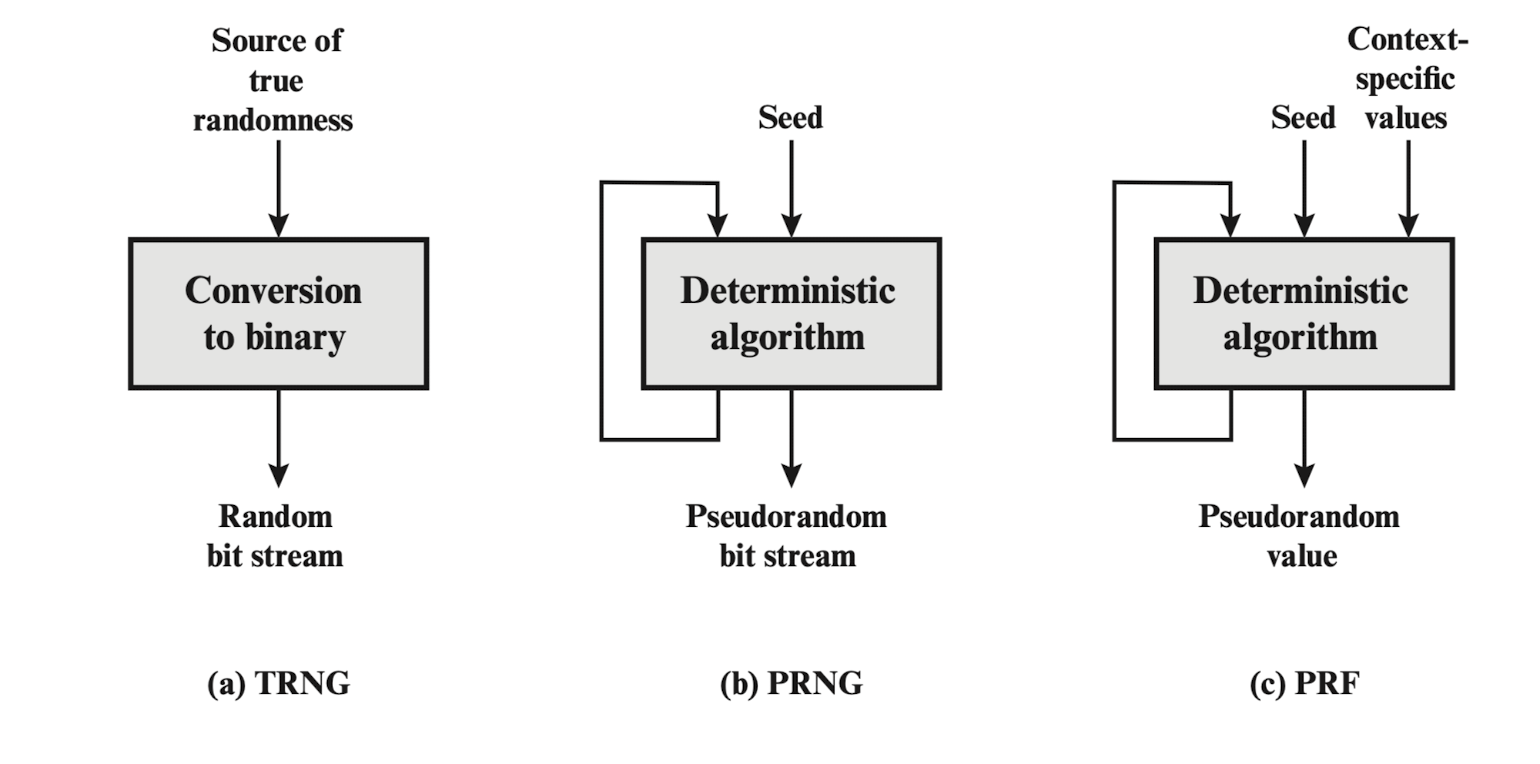 Source of
true
randomness
Conversion
to binary
Random
bit stream
(a) TRNG
Seed
Deterministic
algorithm
Pseudorandom
bit stream
(b) PRNG
Seed
Context-
specific
values
Deterministic
algorithm
Pseudorandom
value
(c) PRF